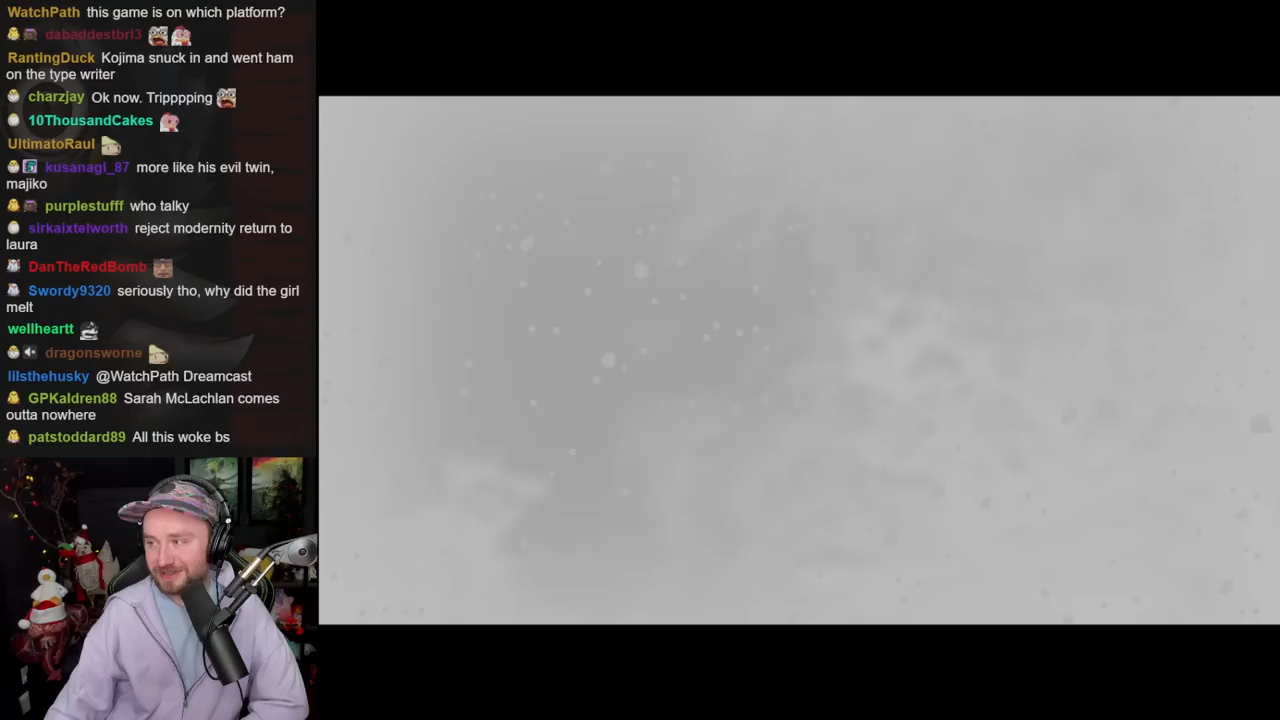 WatchPath this game is on which platform?
dabaddestbri3
RantIngDuck Kojima snuck in and went ham
on the type writer
charzjay Ok now. Tripppping
10ThousandCakes
UltimatoRaul
kusanagi_87 more like his evil twin,
majiko
purplestufff who talky
sirkaixtelworth reject modernity return to
laura
DanTheRedBomb
Swordy9320 seriously tho, why did the girl
melt
wellheartt
dragonsworne
lilsthehusky @WatchPath Dreamcast
GPKaldren88 Sarah McLachlan comes
outta nowhere
patstoddard89 All this woke bs